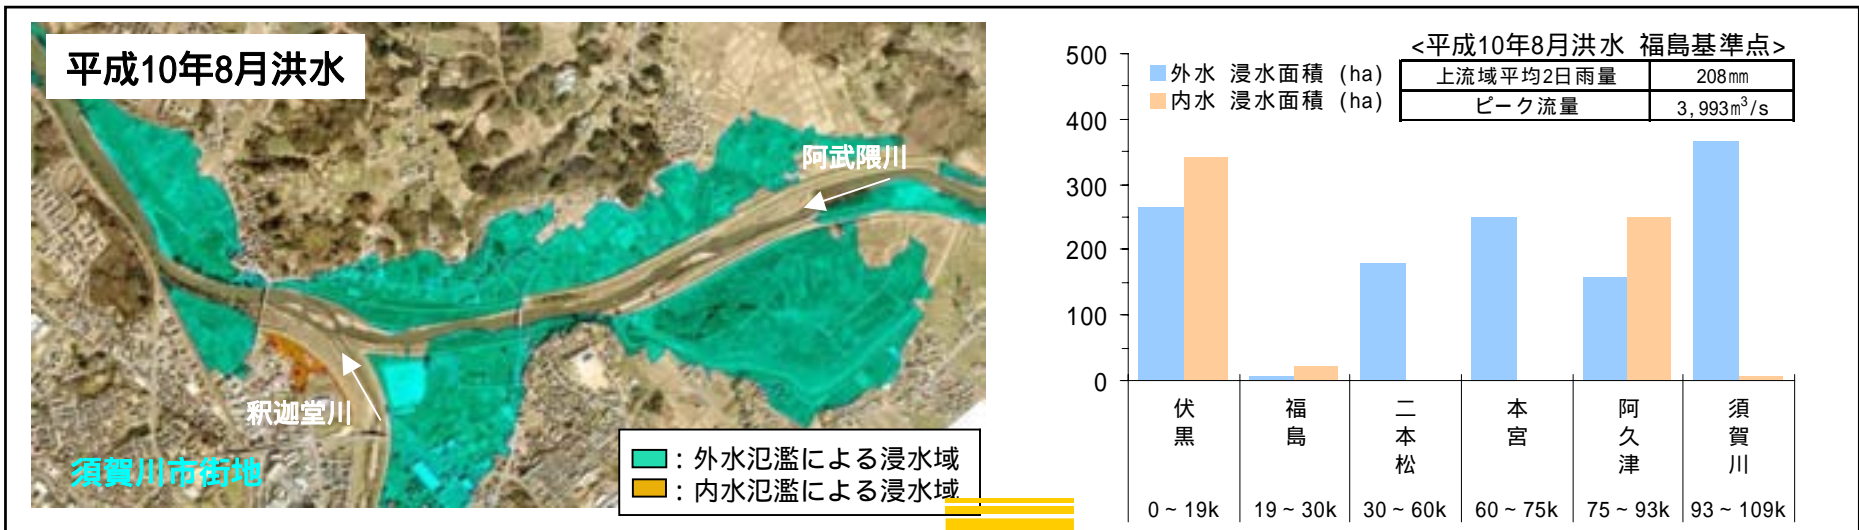 平成10年8月洪水
阿武隈川
釈迦堂川
須賀川市街地
：外水氾濫による浸水域
：内水氾濫による浸水域
<平成10年8月洪水 福島基準点>
上流域平均2日雨量 208㎜
ピーク流量 3,993m³/s
外水 浸水面積 (ha)
内水 浸水面積 (ha)
500
400
300
200
100
0
伏黒
福島
二本松
本宮
阿久津
須賀川
0～19k
19～30k
30～60k
60～75k
75～93k
93～109k